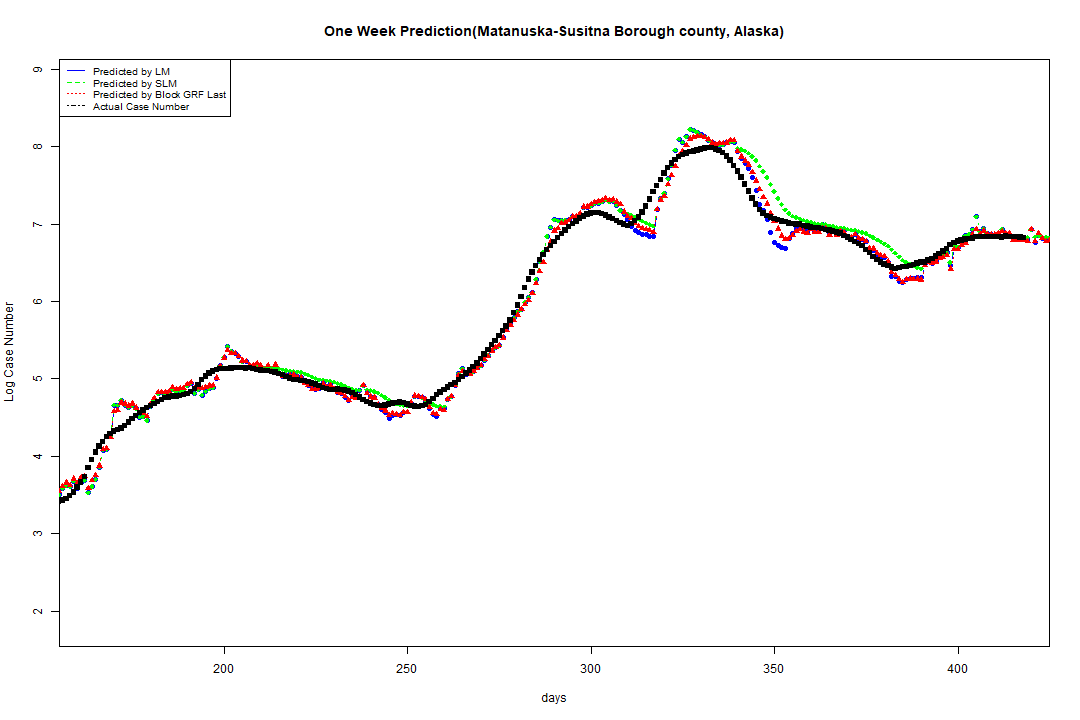 One Week Prediction(Matanuska-Susitna Borough county, Alaska)
Predicted by LM
Predicted by SLM
Predicted by Block GRF Last
Actual Case Number
9
8
7
6
5
4
3
2
Log Case Number
200 250 300 350 400
days